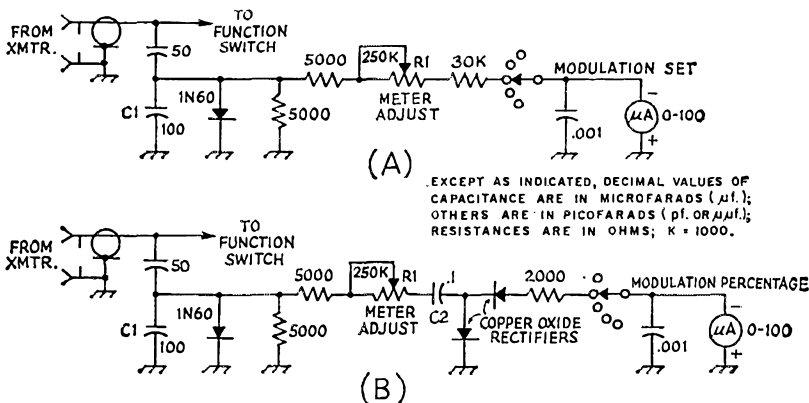 FROM
XMTR.
50
TO
FUNCTION
SWITCH
C1
100
1N60
5000
5000
250K
R1
METER
ADJUST
30K
MODULATION SET
.001
−
μA
+
0-100
(A)
EXCEPT AS INDICATED, DECIMAL VALUES OF
CAPACITANCE ARE IN MICROFARADS (μf.);
OTHERS ARE IN PICOFARADS (pf. OR μμf.);
RESISTANCES ARE IN OHMS; K = 1000.
FROM
XMTR.
50
TO
FUNCTION
SWITCH
C1
100
1N60
5000
5000
250K
R1
METER
ADJUST
.1
C2
COPPER OXIDE
RECTIFIERS
2000
MODULATION PERCENTAGE
.001
−
μA
+
0-100
(B)